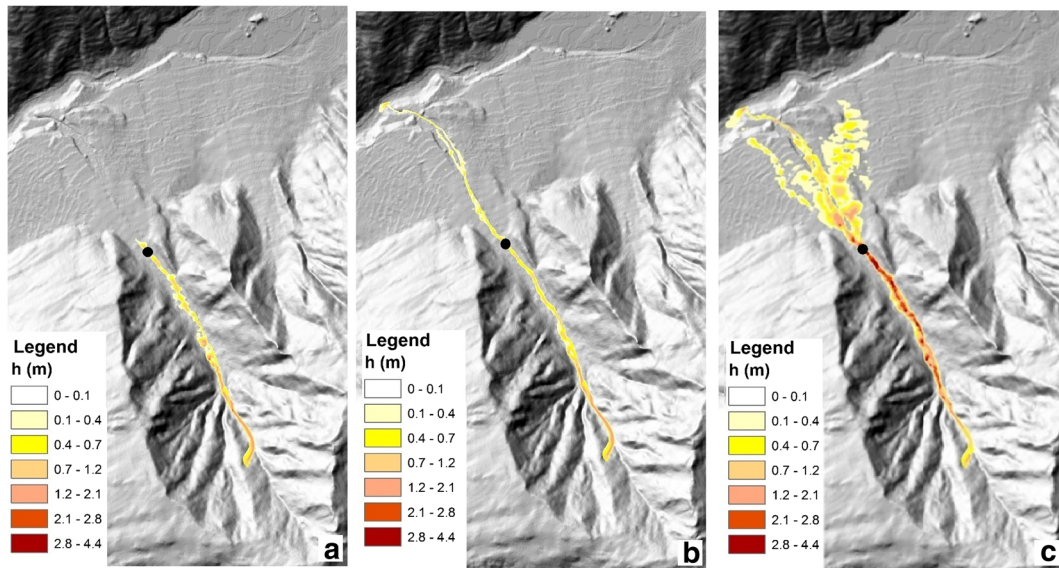 Legend
h (m)
0 - 0.1
0.1 - 0.4
0.4 - 0.7
0.7 - 1.2
1.2 - 2.1
2.1 - 2.8
2.8 - 4.4
a
Legend
h (m)
0 - 0.1
0.1 - 0.4
0.4 - 0.7
0.7 - 1.2
1.2 - 2.1
2.1 - 2.8
2.8 - 4.4
b
Legend
h (m)
0 - 0.1
0.1 - 0.4
0.4 - 0.7
0.7 - 1.2
1.2 - 2.1
2.1 - 2.8
2.8 - 4.4
c